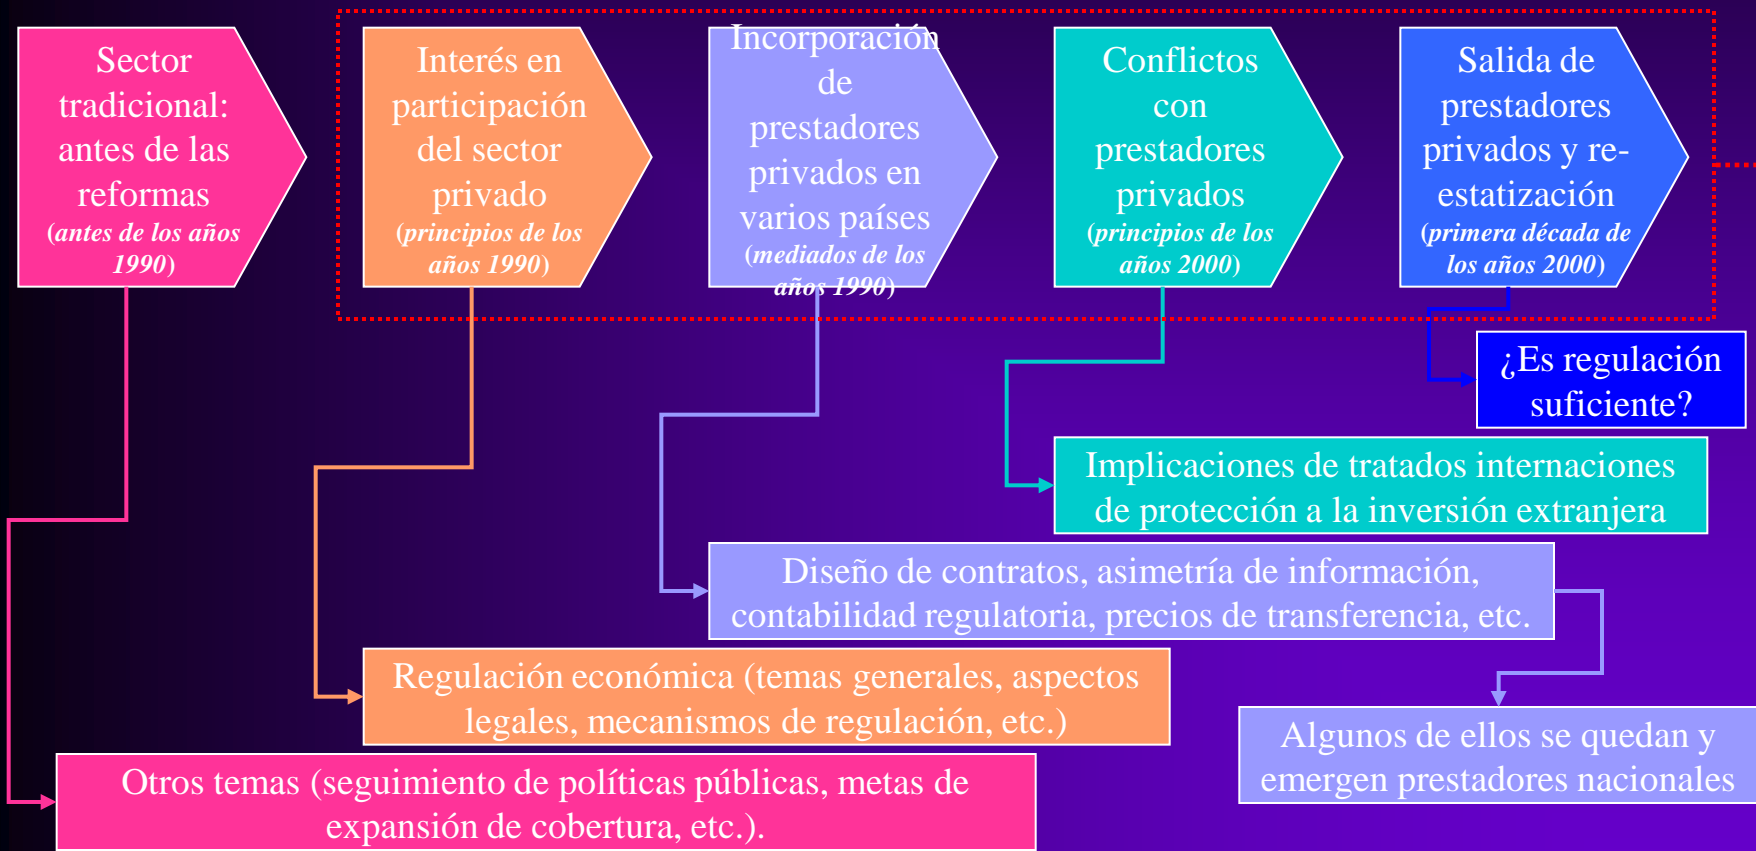 Sector
tradicional:
antes de las
reformas
(antes de los años
1990)
Interés en
participación
del sector
privado
(principios de los
años 1990)
Incorporación
de
prestadores
privados en
varios países
(mediados de los
años 1990)
Conflictos
con
prestadores
privados
(principios de los
años 2000)
Salida de
prestadores
privados y re-
estatización
(primera década de
los años 2000)
¿Es regulación
suficiente?
Implicaciones de tratados internaciones
de protección a la inversión extranjera
Diseño de contratos, asimetría de información,
contabilidad regulatoria, precios de transferencia, etc.
Regulación económica (temas generales, aspectos
legales, mecanismos de regulación, etc.)
Algunos de ellos se quedan y
emergen prestadores nacionales
Otros temas (seguimiento de políticas públicas, metas de
expansión de cobertura, etc.).